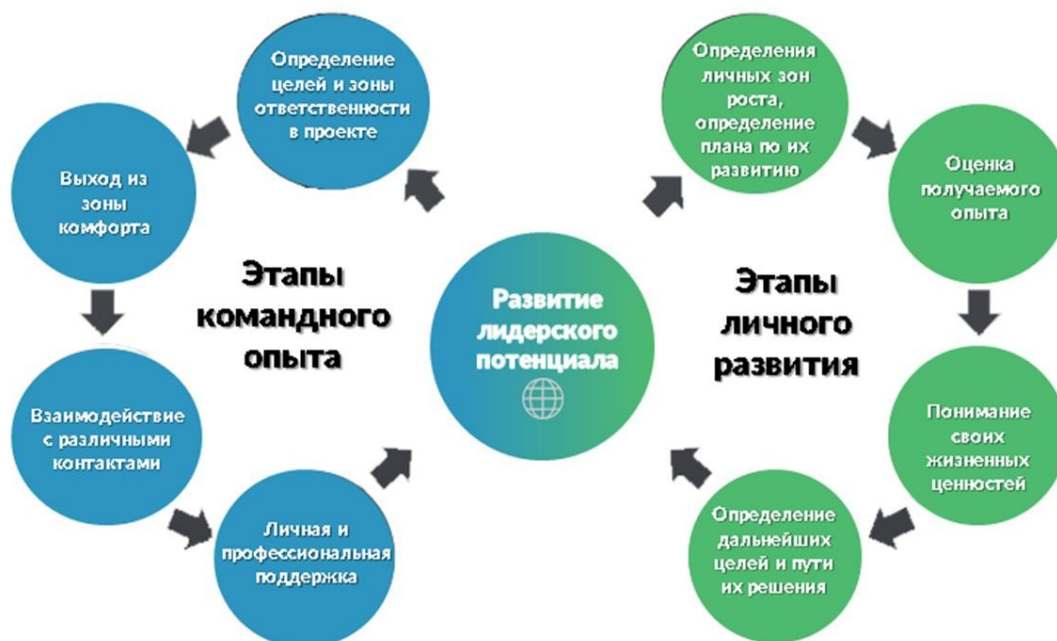 Определение
целей и зоны
ответственности
в проекте
Выход из
зоны
комфорта
Этапы
командного
опыта
Взаимодействие
с различными
контактами
Личная и
профессиональная
поддержка
Развитие
лидерского
потенциала
Определения
личных зон
роста,
определение
плана по их
развитию
Оценка
получаемого
опыта
Этапы
личного
развития
Понимание
своих
жизненных
ценностей
Определение
дальнейших
целей и пути
их решения